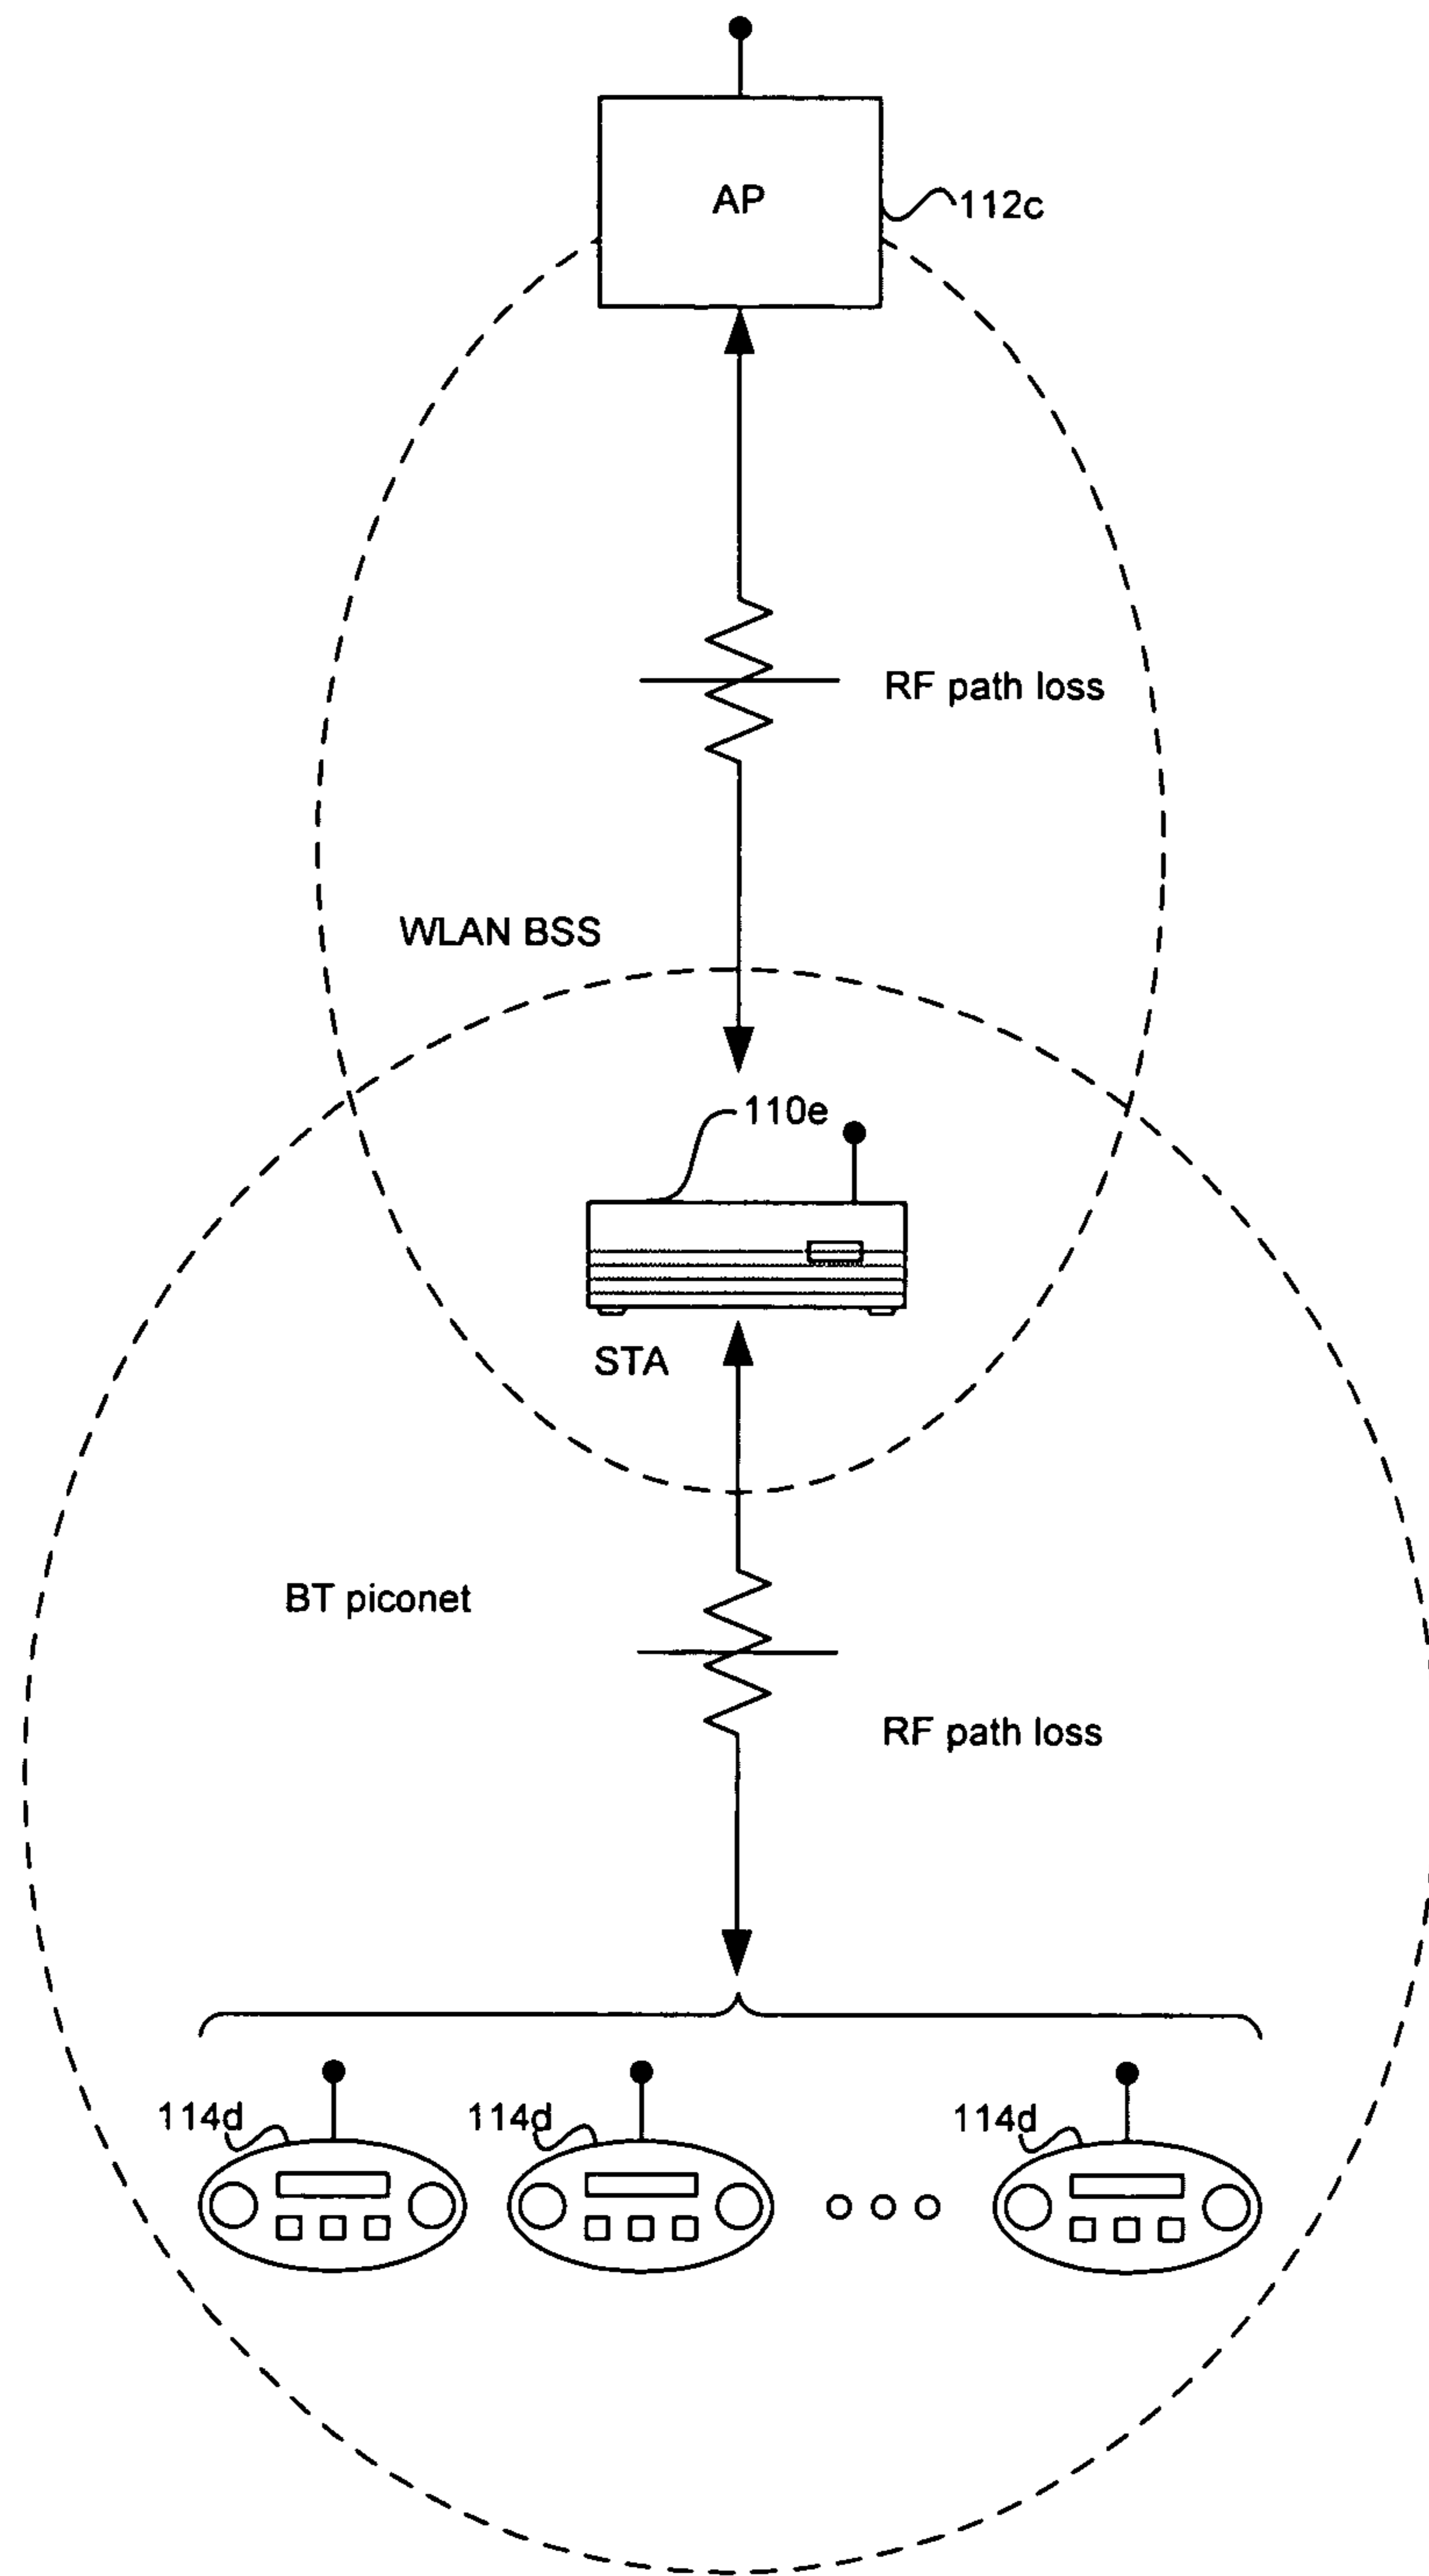 AP
112c
RF path loss
WLAN BSS
110e
STA
BT piconet
RF path loss
114d
114d
114d